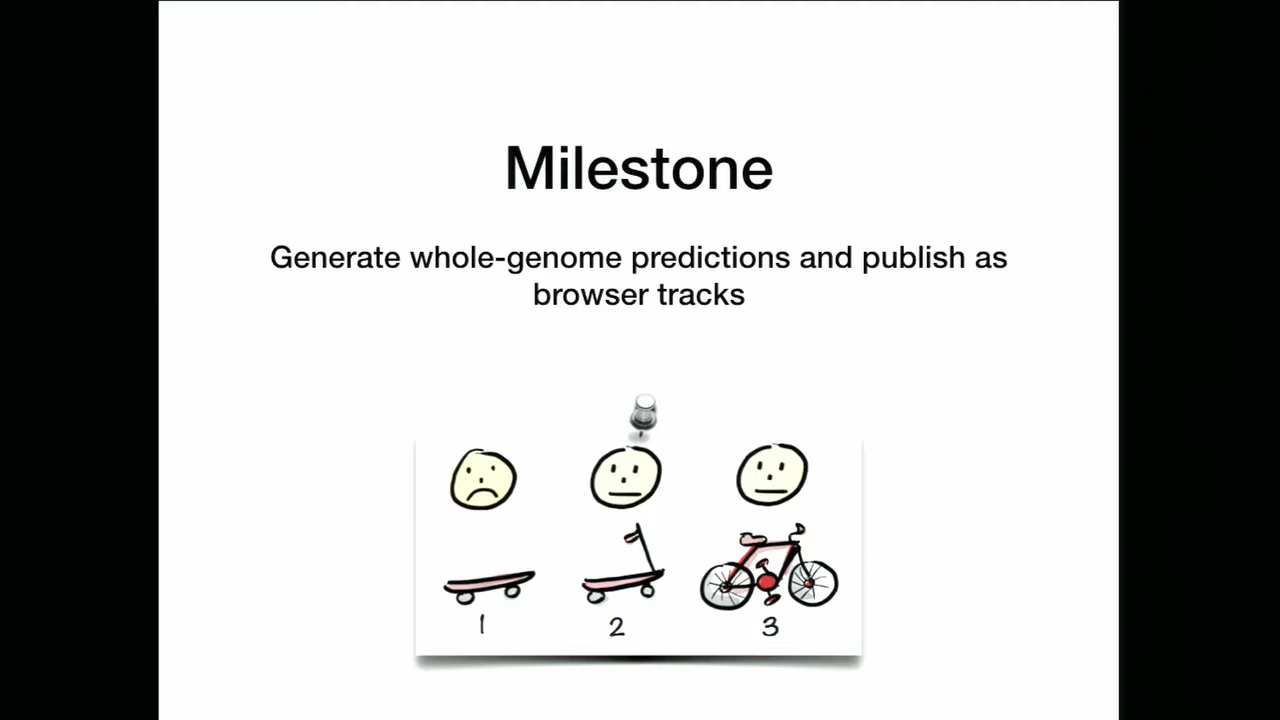 Milestone
Generate whole-genome predictions and publish as
browser tracks
1 2 3